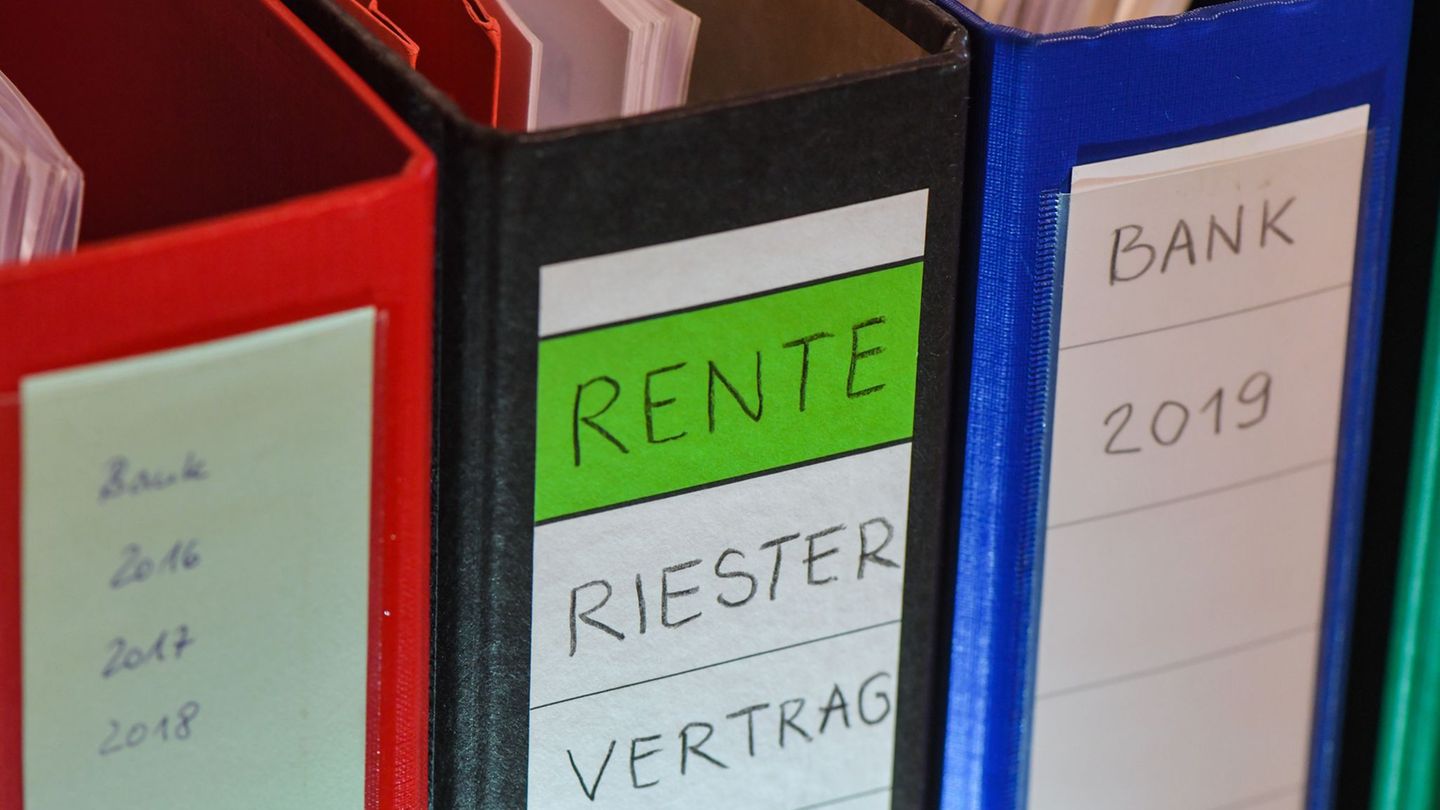 Bank
2016
2017
2018
RENTE
RIESTER
VERTRAG
BANK
2019